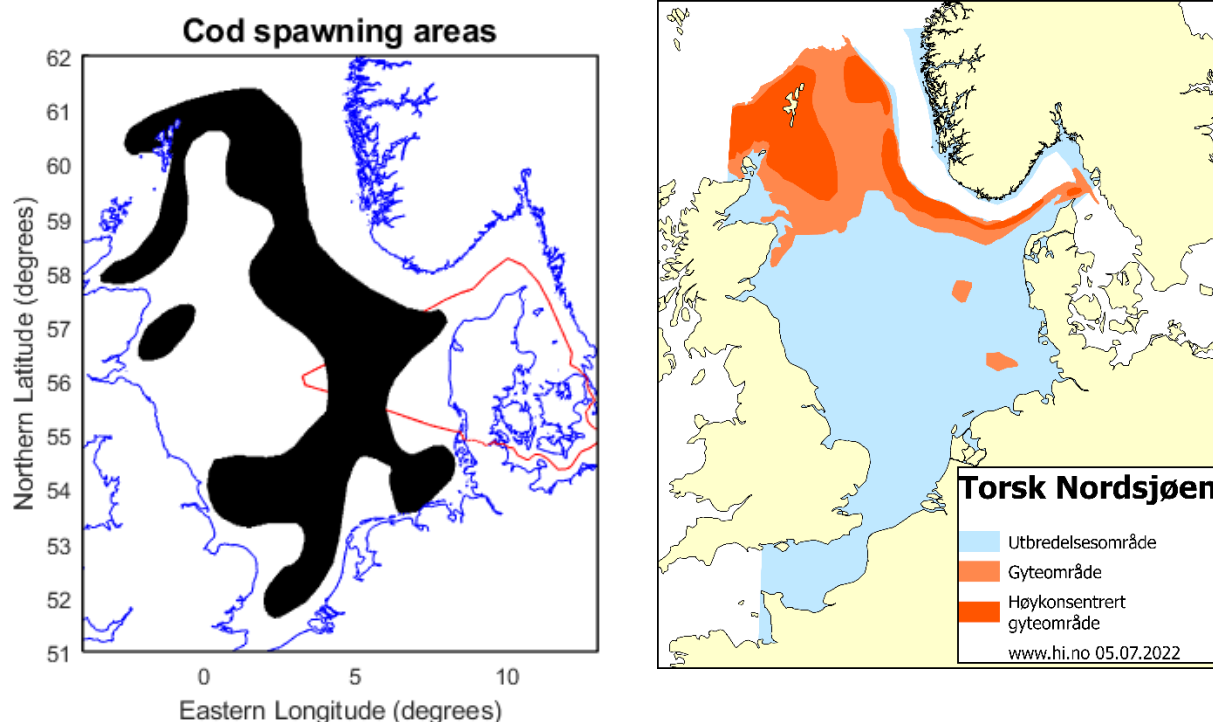 Cod spawning areas
62
61
60
59
58
57
56
55
54
53
52
51
Northern Latitude (degrees)
0
5
10
Eastern Longitude (degrees)
Torsk Nordsjøen
Utbredelsesområde
Gyteområde
Høykonsentrert
gyteområde
www.hi.no 05.07.2022